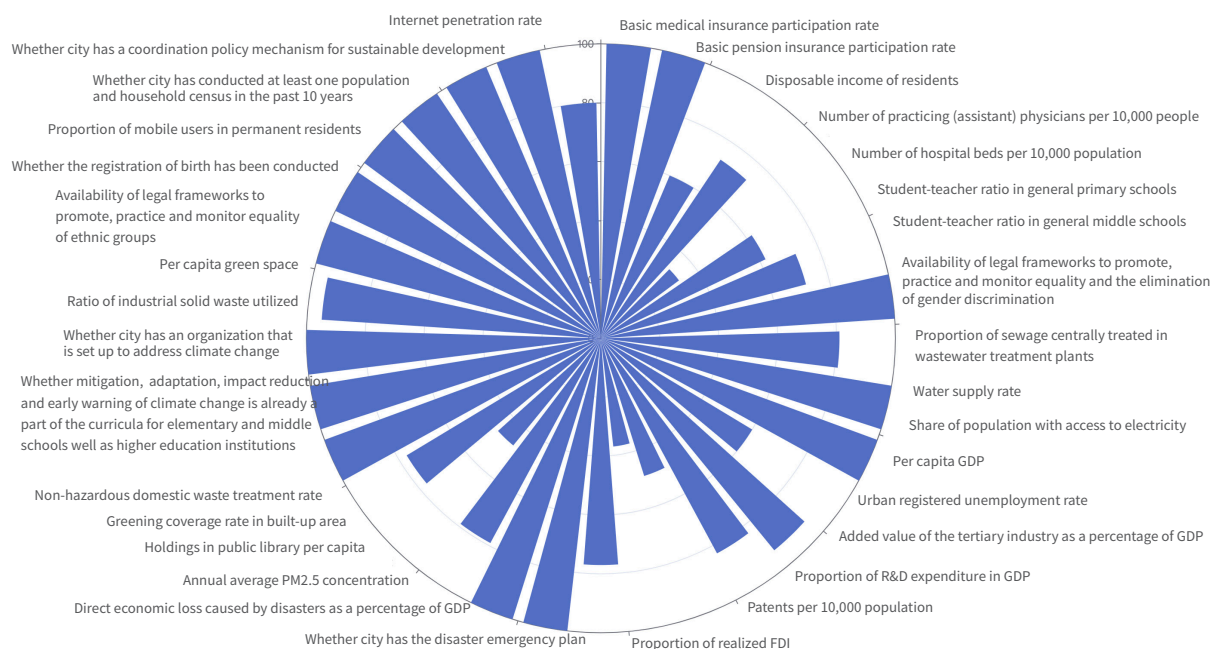 Internet penetration rate
Basic medical insurance participation rate
Whether city has a coordination policy mechanism for sustainable development
100
Basic pension insurance participation rate
Whether city has conducted at least one population
and household census in the past 10 years
Disposable income of residents
80
Proportion of mobile users in permanent residents
Number of practicing (assistant) physicians per 10,000 people
Whether the registration of birth has been conducted
Number of hospital beds per 10,000 population
Availability of legal frameworks to
promote, practice and monitor equality
of ethnic groups
Student-teacher ratio in general primary schools
Student-teacher ratio in general middle schools
Per capita green space
Availability of legal frameworks to promote,
practice and monitor equality and the elimination
of gender discrimination
Ratio of industrial solid waste utilized
Whether city has an organization that
is set up to address climate change
Proportion of sewage centrally treated in
wastewater treatment plants
Whether mitigation, adaptation, impact reduction
and early warning of climate change is already a
part of the curricula for elementary and middle
schools well as higher education institutions
Water supply rate
Share of population with access to electricity
Per capita GDP
Non-hazardous domestic waste treatment rate
Urban registered unemployment rate
Greening coverage rate in built-up area
Added value of the tertiary industry as a percentage of GDP
Holdings in public library per capita
Proportion of R&D expenditure in GDP
Annual average PM2.5 concentration
Patents per 10,000 population
Direct economic loss caused by disasters as a percentage of GDP
Whether city has the disaster emergency plan
Proportion of realized FDI